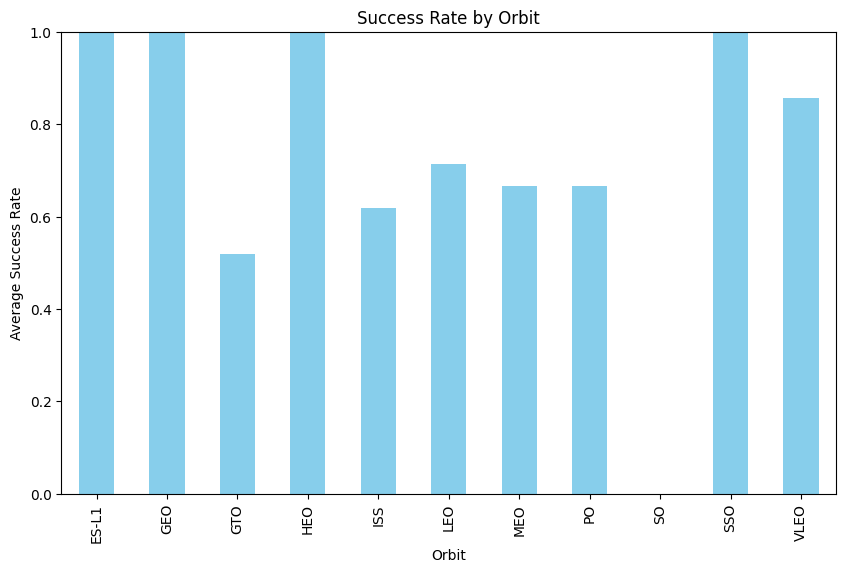 Success Rate by Orbit
1.0
0.8
0.6
0.4
0.2
0.0
Average Success Rate
ES-L1
GEO
GTO
HEO
ISS
LEO
MEO
PO
SO
SSO
VLEO
Orbit